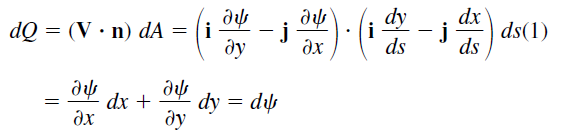 dQ = (V · n) dA = (i ∂ψ/∂y − j ∂ψ/∂x) · (i dy/ds − j dx/ds) ds(1)
= ∂ψ/∂x dx + ∂ψ/∂y dy = dψ